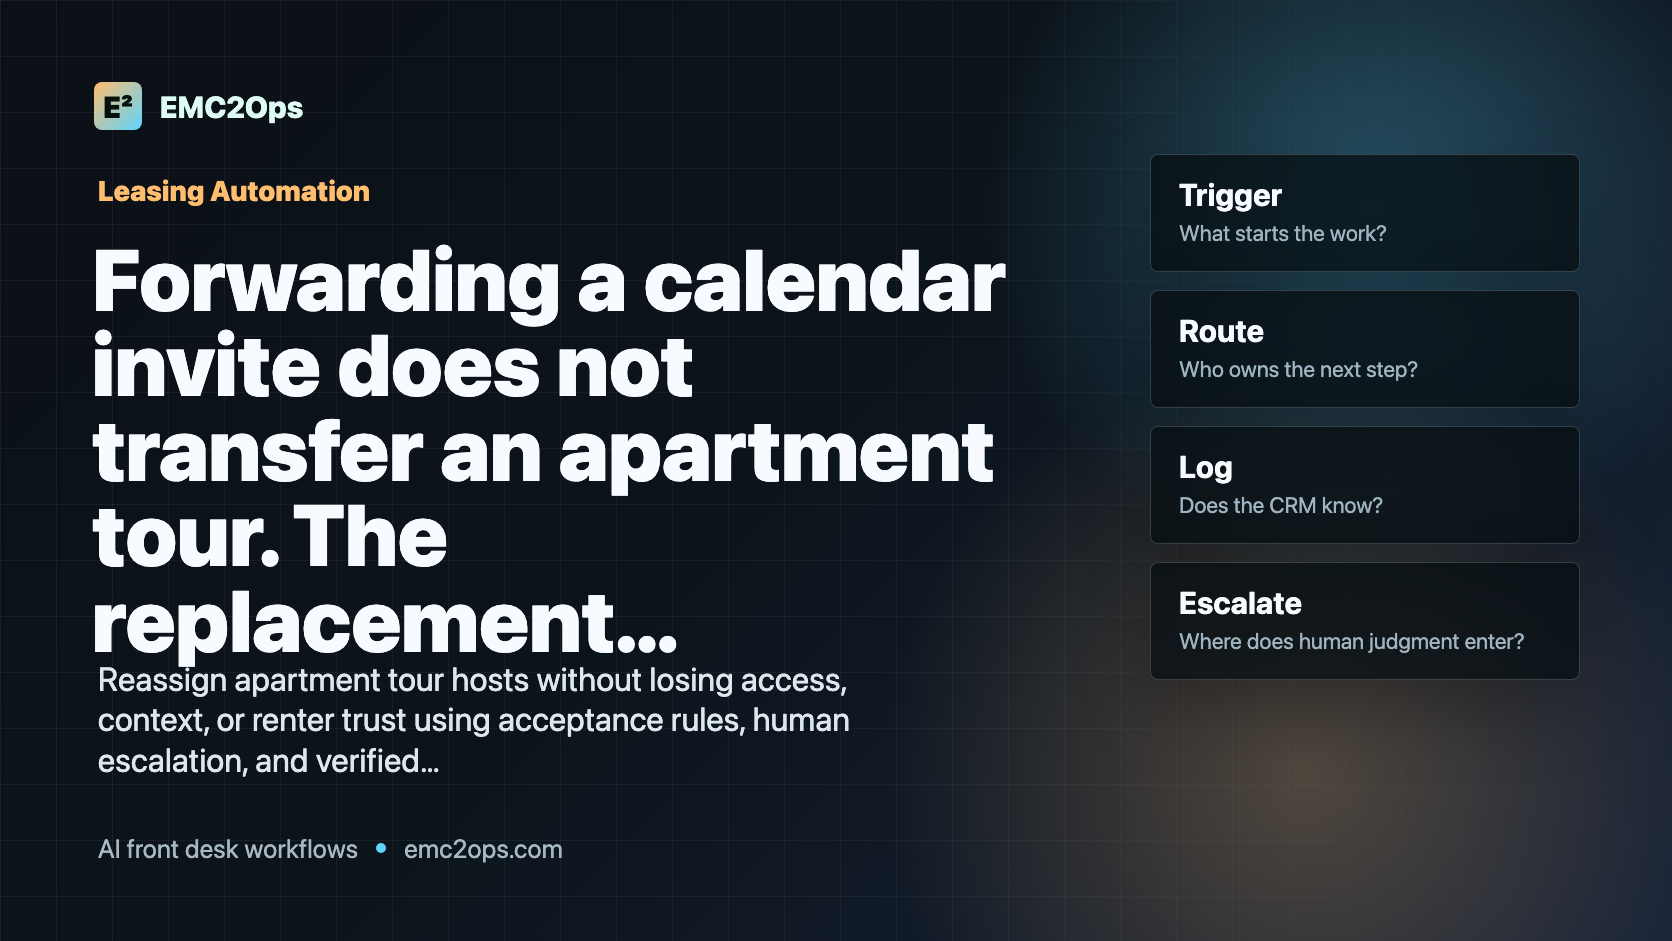 E²
EMC2Ops
Leasing Automation
Forwarding a calendar
invite does not
transfer an apartment
tour. The
replacement...
Reassign apartment tour hosts without losing access,
context, or renter trust using acceptance rules, human
escalation, and verified...
AI front desk workflows • emc2ops.com
Trigger
What starts the work?
Route
Who owns the next step?
Log
Does the CRM know?
Escalate
Where does human judgment enter?